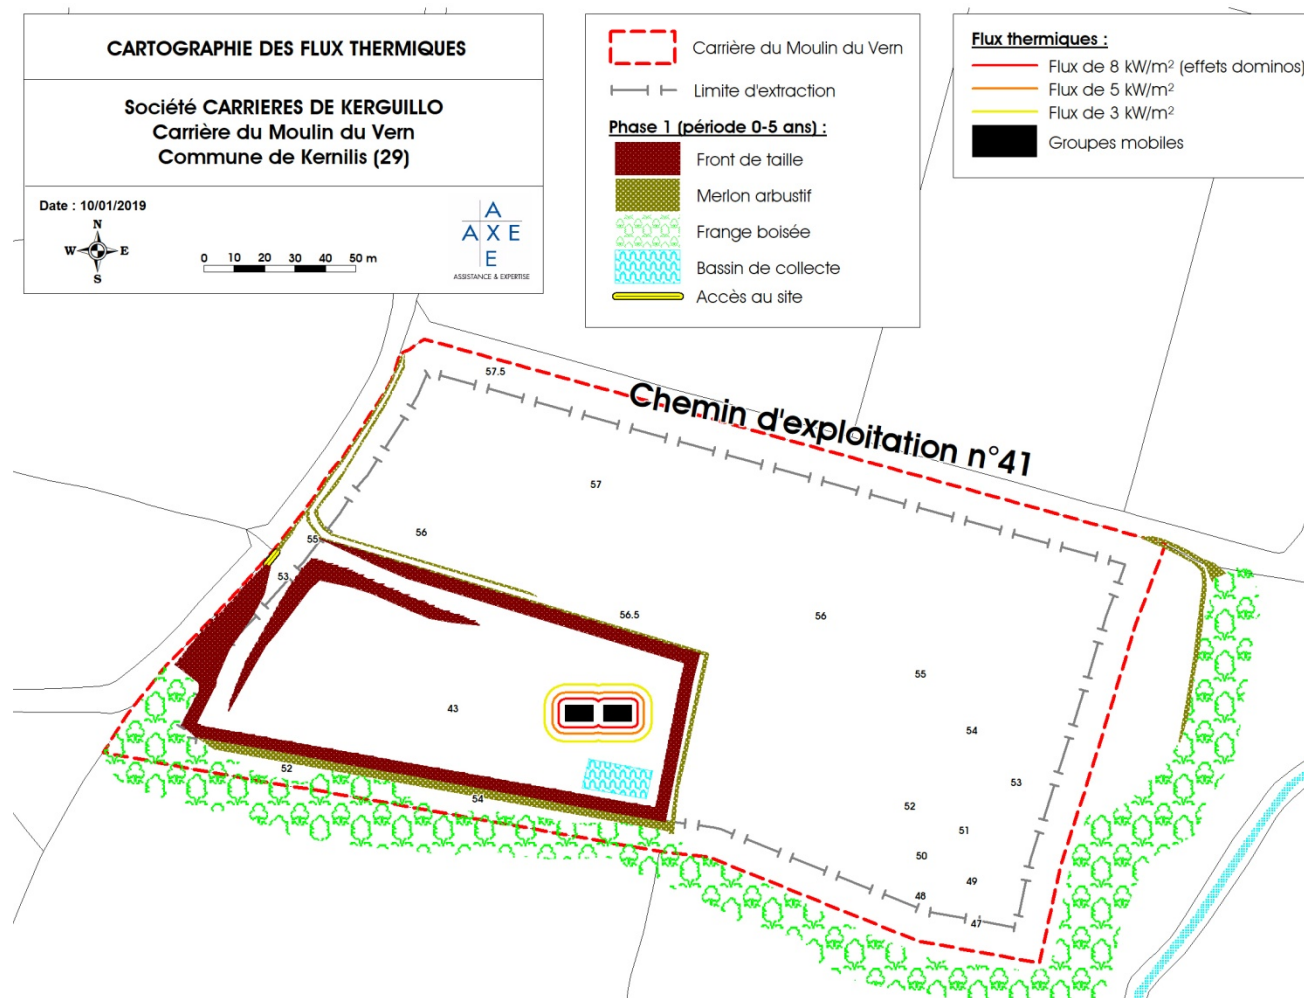 CARTOGRAPHIE DES FLUX THERMIQUES
Société CARRIERES DE KERGUILLO
Carrière du Moulin du Vern
Commune de Kernilis (29)
Date : 10/01/2019
N
W E
S
0 10 20 30 40 50 m
A
A X E
E
ASSISTANCE & EXPERTISE
Carrière du Moulin du Vern
Limite d'extraction
Phase 1 (période 0-5 ans) :
Front de taille
Merlon arbustif
Frange boisée
Bassin de collecte
Accès au site
Flux thermiques :
Flux de 8 kW/m² (effets dominos)
Flux de 5 kW/m²
Flux de 3 kW/m²
Groupes mobiles
57.5
Chemin d'exploitation n°41
57
56
55
53
56.5
56
55
43
54
52
53
54
52
51
50
49
48
47